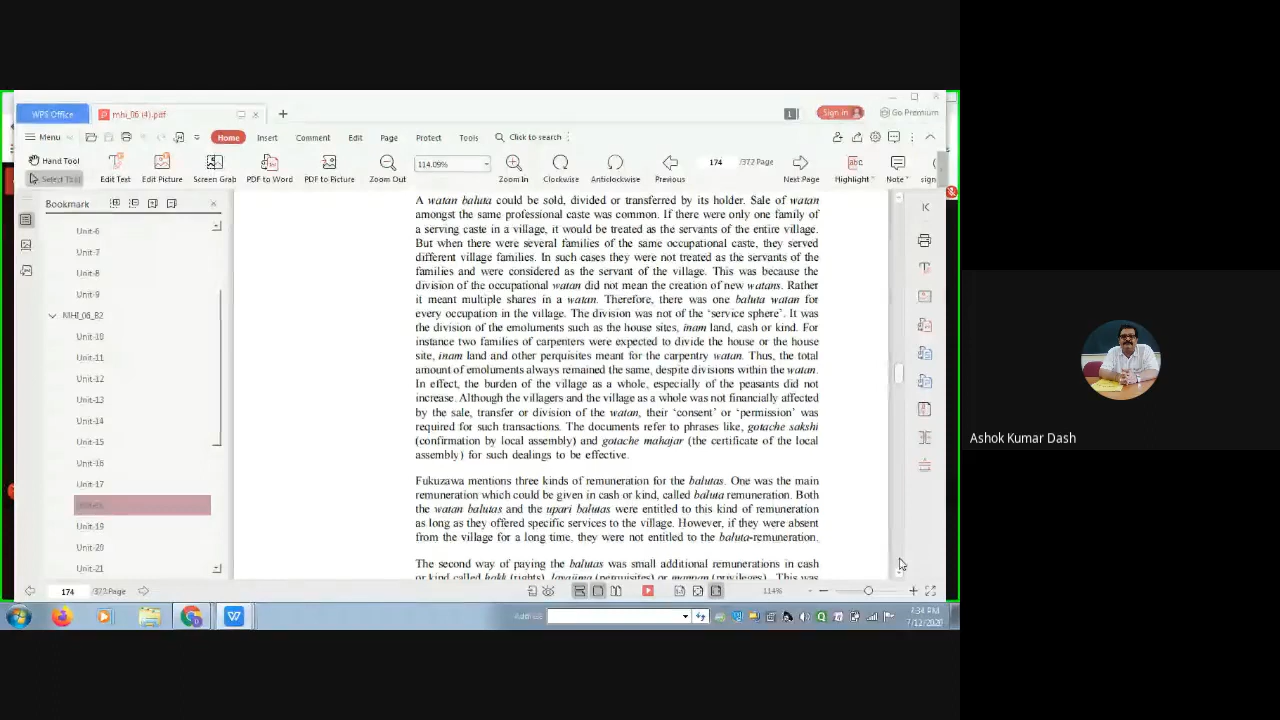 WPS Office
mhi_06 (4).pdf
Sign in
Go Premium
Menu
Home
Insert
Comment
Edit
Page
Protect
Tools
Click to search
Hand Tool
Select Tool
Edit Text
Edit Picture
Screen Grab
PDF to Word
PDF to Picture
Zoom Out
114.09%
Zoom In
Clockwise
Anticlockwise
Previous
174
/372 Page
Next Page
Highlight
Note
sign
Bookmark
Unit-6
Unit-7
Unit-8
Unit-9
MHI_06_B2
Unit-10
Unit-11
Unit-12
Unit-13
Unit-14
Unit-15
Unit-16
Unit-17
Unit-19
Unit-20
Unit-21
A watan baluta could be sold, divided or transferred by its holder. Sale of watan
amongst the same professional caste was common. If there were only one family of
a serving caste in a village, it would be treated as the servants of the entire village.
But when there were several families of the same occupational caste, they served
different village families. In such cases they were not treated as the servants of the
families and were considered as the servant of the village. This was because the
division of the occupational watan did not mean the creation of new watans. Rather
it meant multiple shares in a watan. Therefore, there was one baluta watan for
every occupation in the village. The division was not of the ‘service sphere’. It was
the division of the emoluments such as the house sites, inam land, cash or kind. For
instance two families of carpenters were expected to divide the house or the house
site, inam land and other perquisites meant for the carpentry watan. Thus, the total
amount of emoluments always remained the same, despite divisions within the watan.
In effect, the burden of the village as a whole, especially of the peasants did not
increase. Although the villagers and the village as a whole was not financially affected
by the sale, transfer or division of the watan, their ‘consent’ or ‘permission’ was
required for such transactions. The documents refer to phrases like, gotache sakshi
(confirmation by local assembly) and gotache mahajar (the certificate of the local
assembly) for such dealings to be effective.
Fukuzawa mentions three kinds of remuneration for the balutas. One was the main
remuneration which could be given in cash or kind, called baluta remuneration. Both
the watan balutas and the upari balutas were entitled to this kind of remuneration
as long as they offered specific services to the village. However, if they were absent
from the village for a long time, they were not entitled to the baluta-remuneration.
The second way of paying the balutas was small additional remunerations in cash
or kind called hakk (rights), lavajima (perquisites) or manpan (privileges). This was
174
/372Page
114%
Address
7:34 PM
7/12/2020
Ashok Kumar Dash